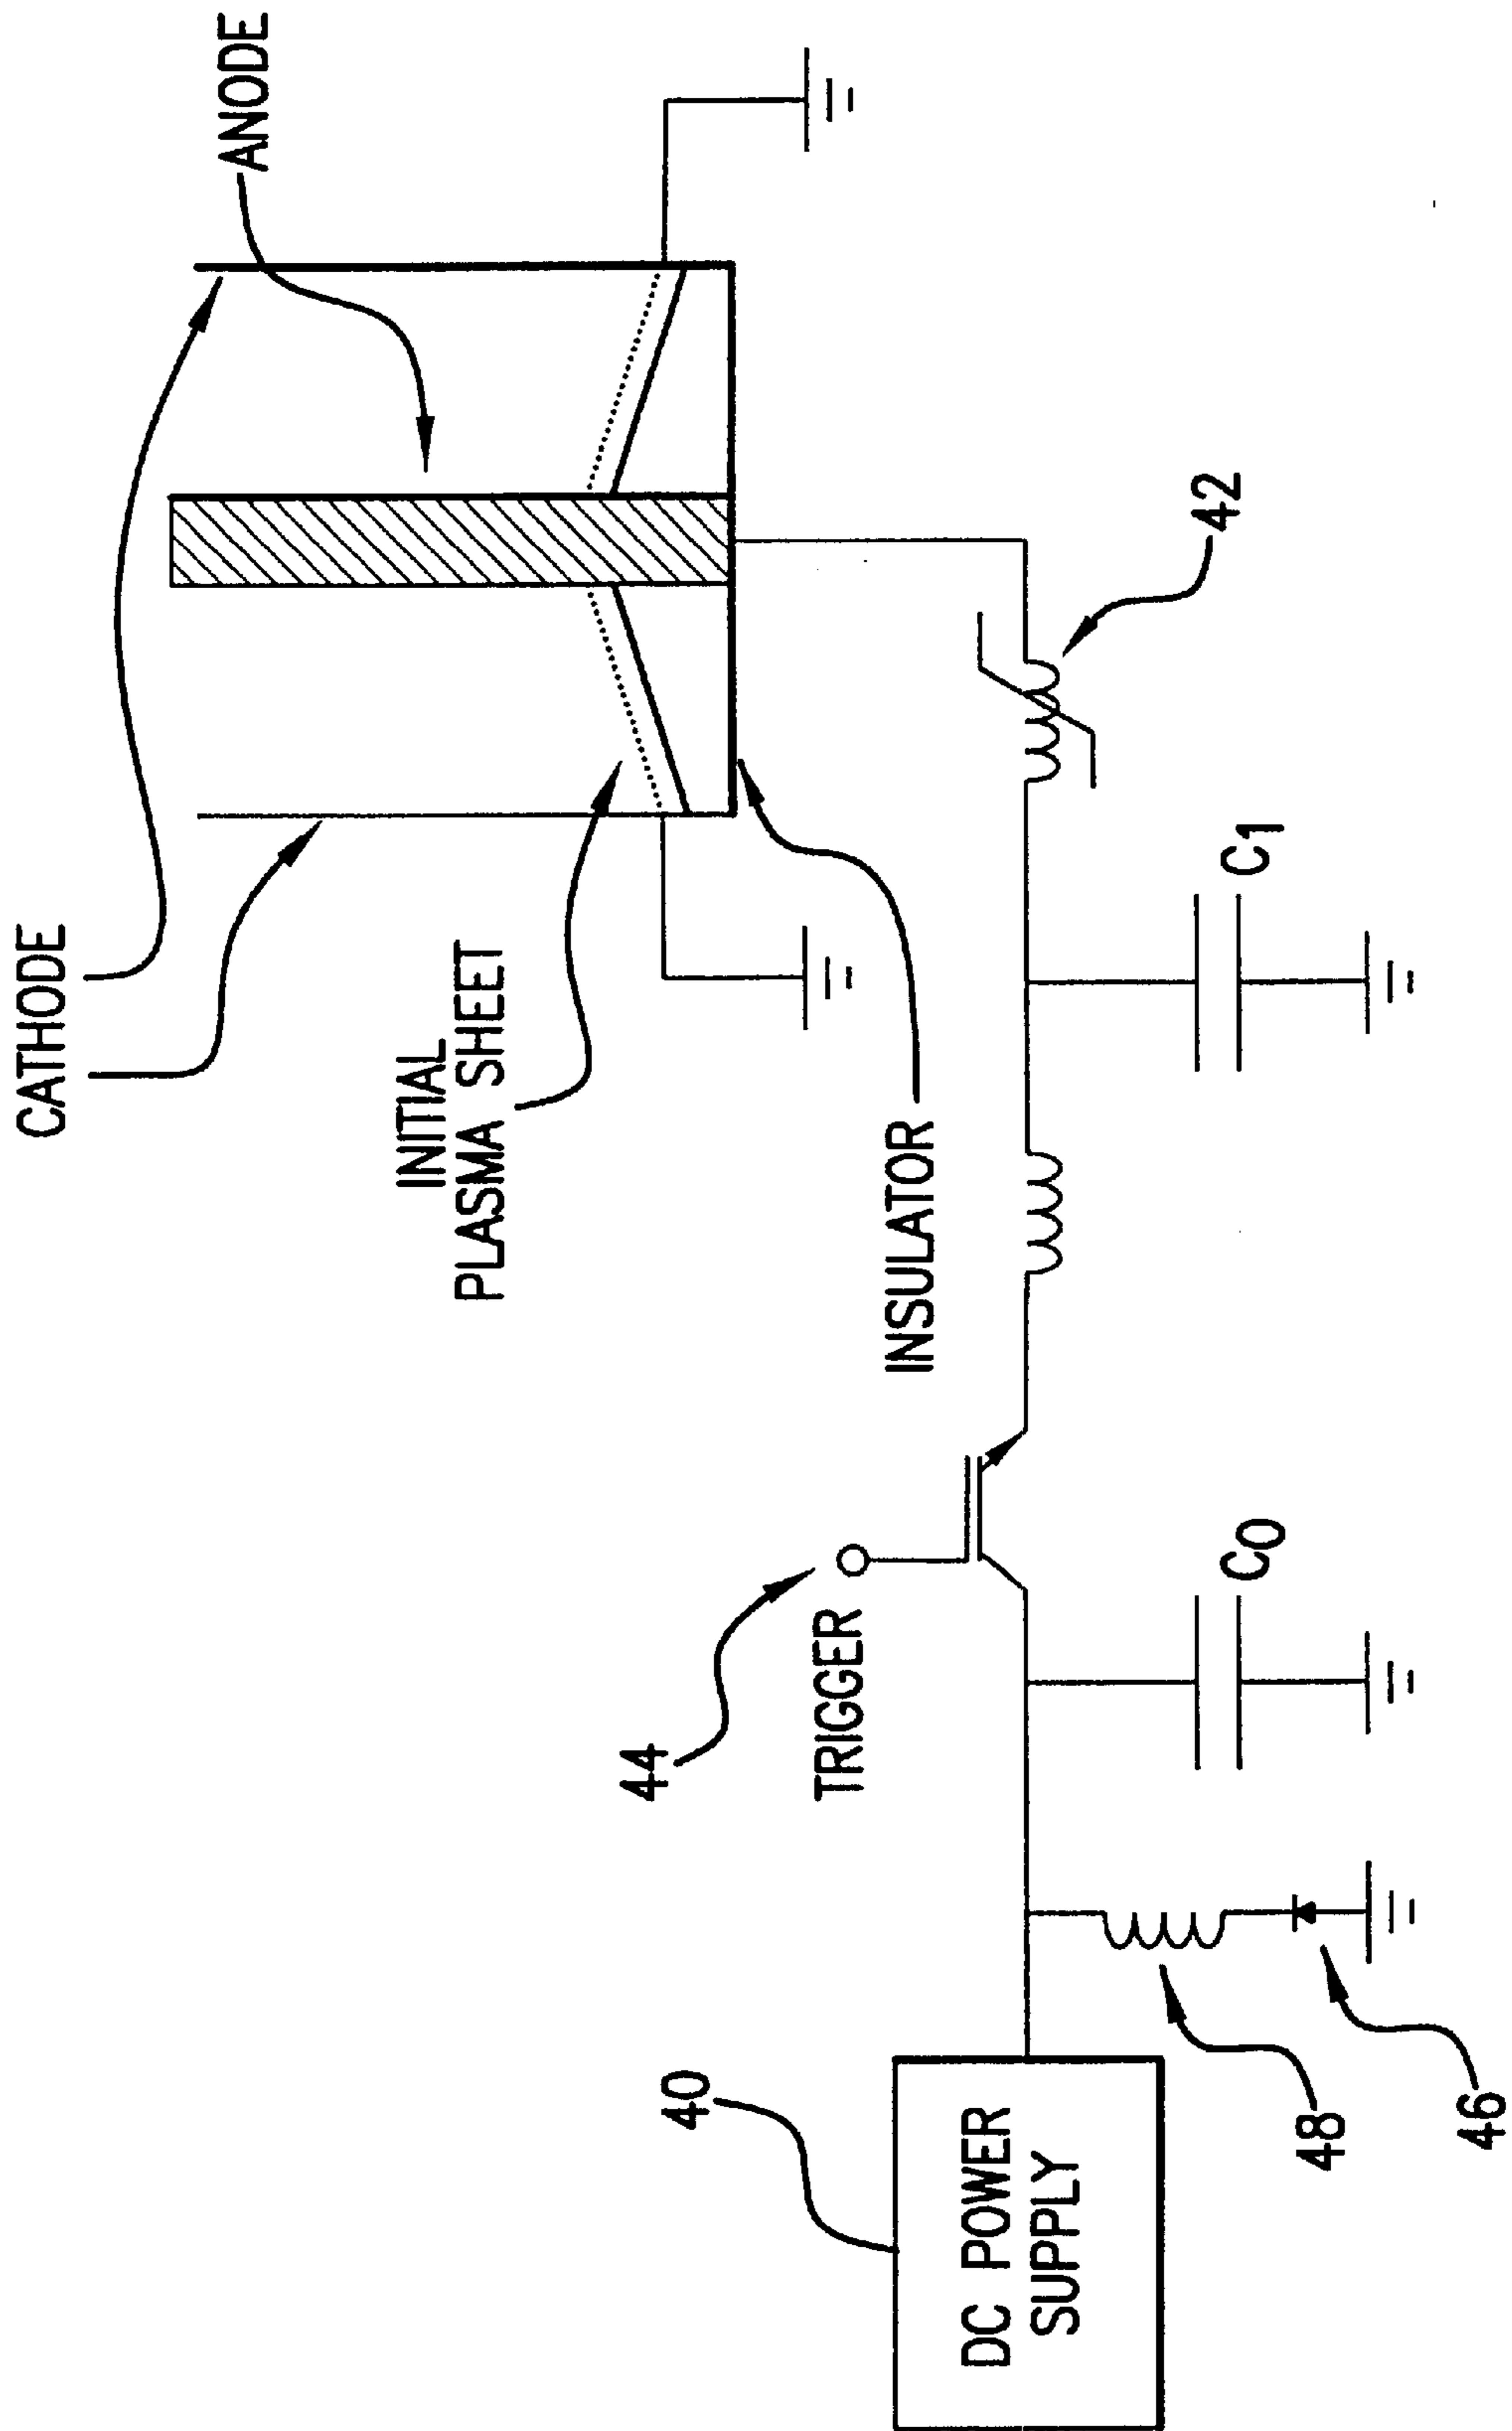 CATHODE
ANODE
INITIAL
PLASMA SHEET
INSULATOR
42
44
TRIGGER
40
DC POWER
SUPPLY
C0
C1
48
46